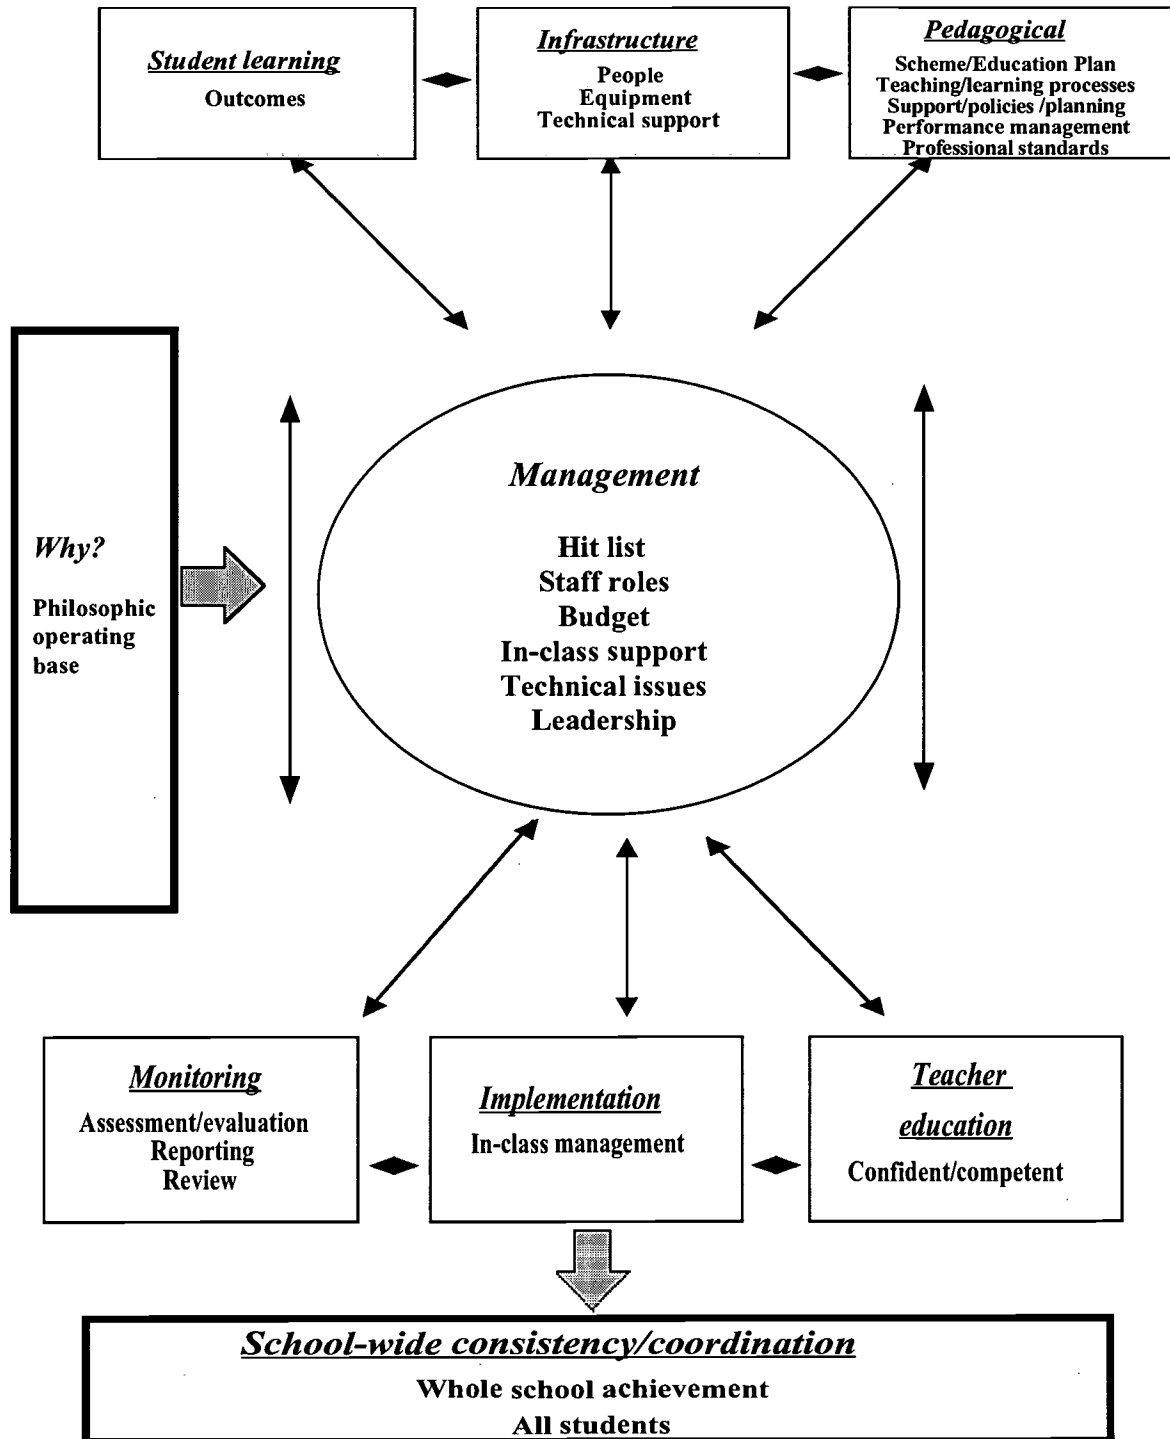 Student learning
Outcomes
Infrastructure
People
Equipment
Technical support
Pedagogical
Scheme/Education Plan
Teaching/learning processes
Support/policies /planning
Performance management
Professional standards
Why?
Philosophic
operating
base
Management
Hit list
Staff roles
Budget
In-class support
Technical issues
Leadership
Monitoring
Assessment/evaluation
Reporting
Review
Implementation
In-class management
Teacher
education
Confident/competent
School-wide consistency/coordination
Whole school achievement
All students